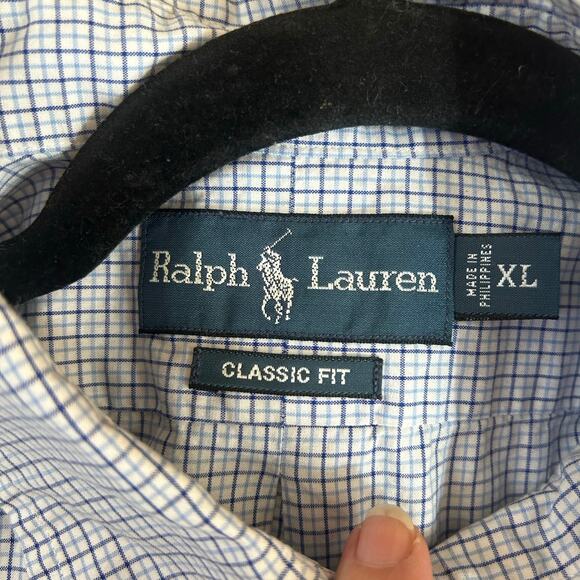 Ralph Lauren
MADE IN
PHILIPPINES
XL
CLASSIC FIT